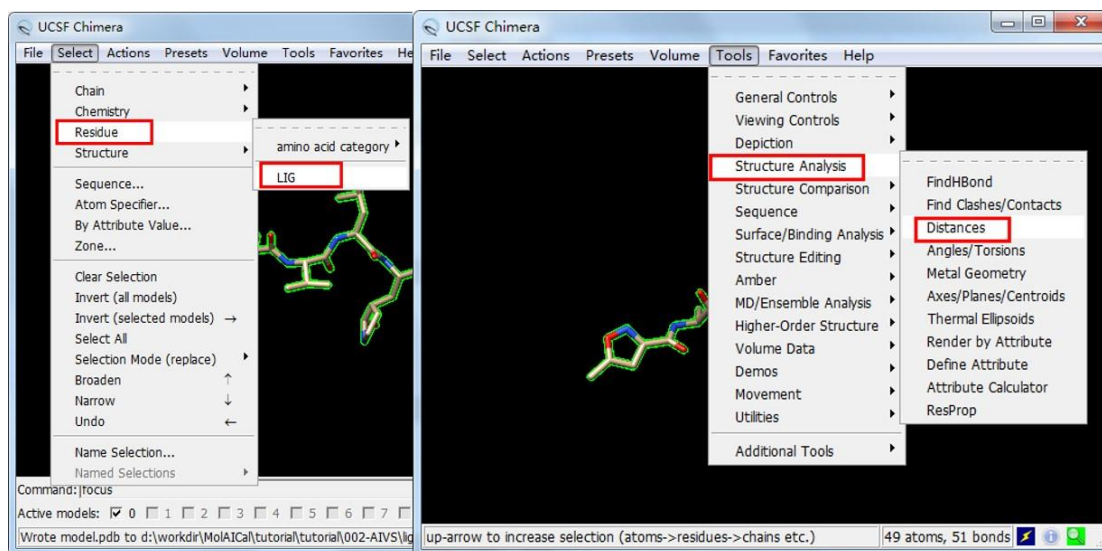 UCSF Chimera
File Select Actions Presets Volume Tools Favorites He
Chain
Chemistry
Residue
Structure
Sequence...
Atom Specifier...
By Attribute Value...
Zone...
Clear Selection
Invert (all models)
Invert (selected models) →
Select All
Selection Mode (replace)
Broaden ↑
Narrow ↓
Undo ←
Name Selection...
Named Selections
amino acid category
LIG
Command: focus
Active models: 0 1 2 3 4 5 6 7
Wrote model.pdb to d:\workdir\MolAICal\tutorial\tutorial\002-AIVS\lig
UCSF Chimera
File Select Actions Presets Volume Tools Favorites Help
General Controls
Viewing Controls
Depiction
Structure Analysis
Structure Comparison
Sequence
Surface/Binding Analysis
Structure Editing
Amber
MD/Ensemble Analysis
Higher-Order Structure
Volume Data
Demos
Movement
Utilities
Additional Tools
FindHBond
Find Clashes/Contacts
Distances
Angles/Torsions
Metal Geometry
Axes/Planes/Centroids
Thermal Ellipsoids
Render by Attribute
Define Attribute
Attribute Calculator
ResProp
up-arrow to increase selection (atoms->residues->chains etc.)
49 atoms, 51 bonds